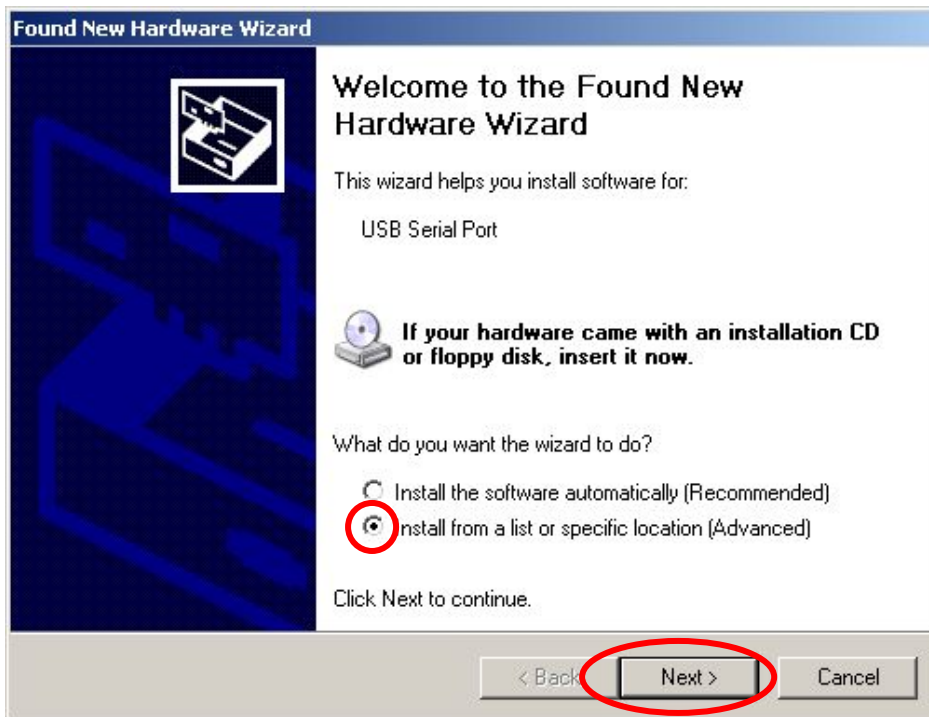 Found New Hardware Wizard
Welcome to the Found New
Hardware Wizard
This wizard helps you install software for:
USB Serial Port
If your hardware came with an installation CD
or floppy disk, insert it now.
What do you want the wizard to do?
Install the software automatically (Recommended)
Install from a list or specific location (Advanced)
Click Next to continue.
< Back
Next >
Cancel